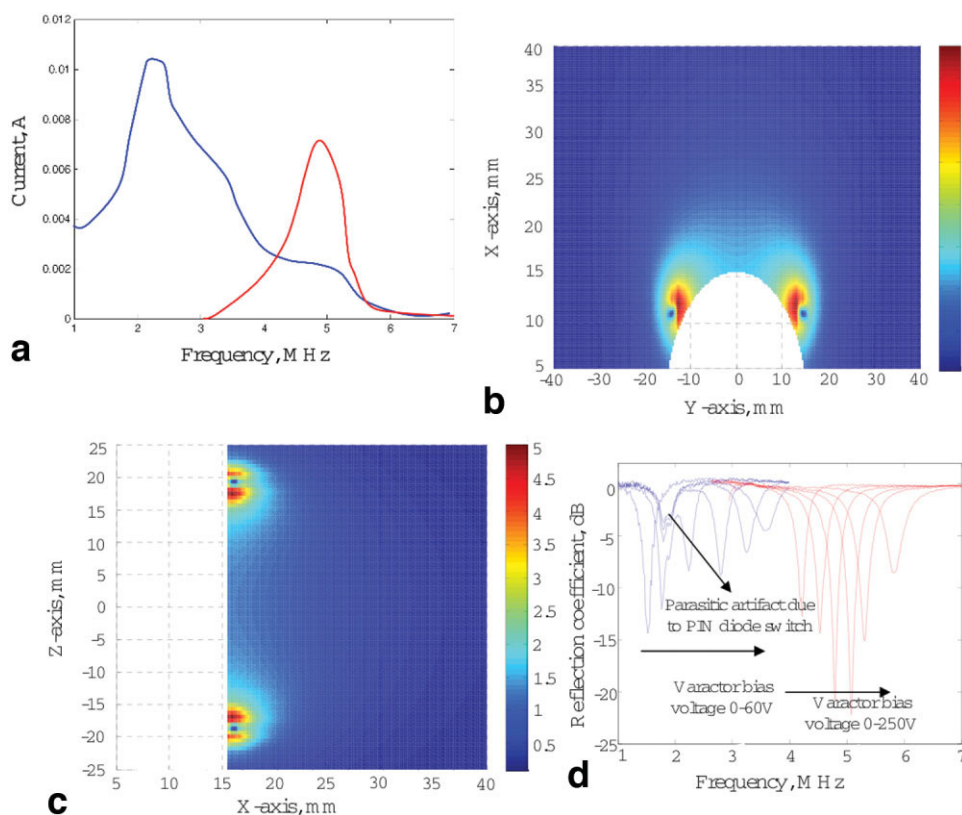 0.012
0.01
0.008
0.006
0.004
0.002
0
Current, A
1 2 3 4 5 6 7
Frequency, MHz
a
40
35
30
25
20
15
10
5
X-axis, mm
-40 -30 -20 -10 0 10 20 30 40
Y-axis, mm
b
25
20
15
10
5
0
-5
-10
-15
-20
-25
Z-axis, mm
5 10 15 20 25 30 35 40
X-axis, mm
c
5
4.5
4
3.5
3
2.5
2
1.5
1
0.5
0
-5
-10
-15
-20
-25
Reflection coefficient, dB
Parasitic artifact due
to PIN diode switch
Varactor bias
voltage 0-60V
Varactor bias
voltage 0-250V
1 2 3 4 5 6 7
Frequency, MHz
d